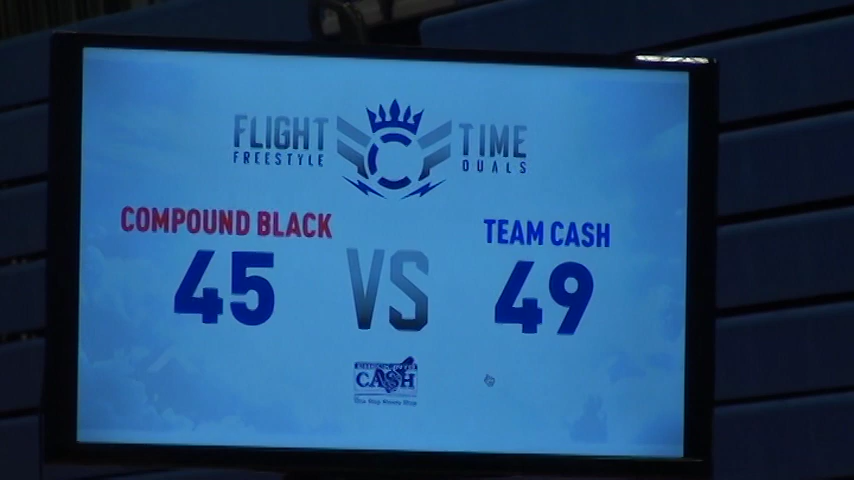 FLIGHT TIME
FREESTYLE DUALS
COMPOUND BLACK TEAM CASH
45 VS 49
CASH